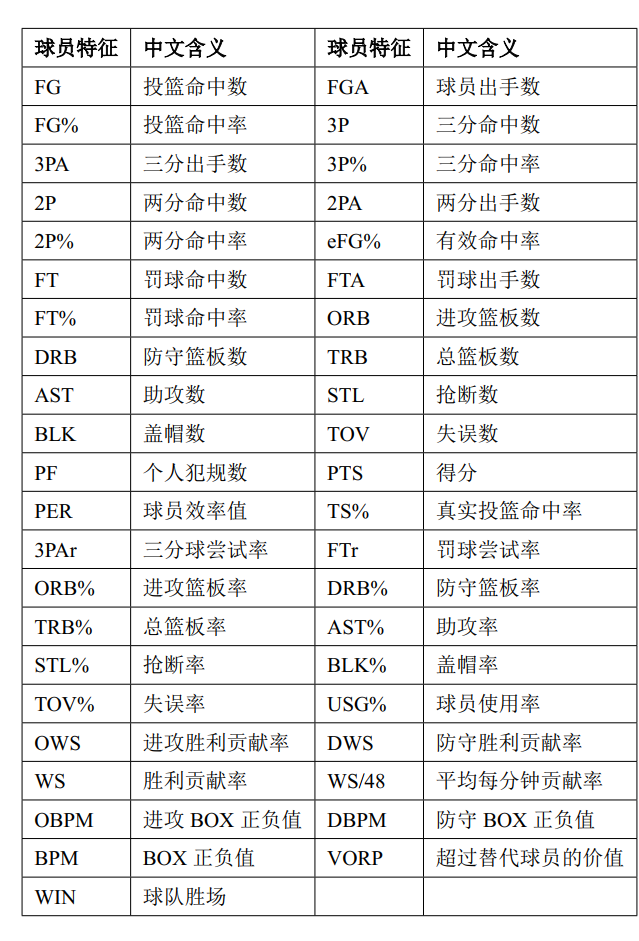 球员特征 中文含义 球员特征 中文含义
FG 投篮命中数 FGA 球员出手数
FG% 投篮命中率 3P 三分命中数
3PA 三分出手数 3P% 三分命中率
2P 两分命中数 2PA 两分出手数
2P% 两分命中率 eFG% 有效命中率
FT 罚球命中数 FTA 罚球出手数
FT% 罚球命中率 ORB 进攻篮板数
DRB 防守篮板数 TRB 总篮板数
AST 助攻数 STL 抢断数
BLK 盖帽数 TOV 失误数
PF 个人犯规数 PTS 得分
PER 球员效率值 TS% 真实投篮命中率
3PAr 三分球尝试率 FTr 罚球尝试率
ORB% 进攻篮板率 DRB% 防守篮板率
TRB% 总篮板率 AST% 助攻率
STL% 抢断率 BLK% 盖帽率
TOV% 失误率 USG% 球员使用率
OWS 进攻胜利贡献率 DWS 防守胜利贡献率
WS 胜利贡献率 WS/48 平均每分钟贡献率
OBPM 进攻 BOX 正负值 DBPM 防守 BOX 正负值
BPM BOX 正负值 VORP 超过替代球员的价值
WIN 球队胜场